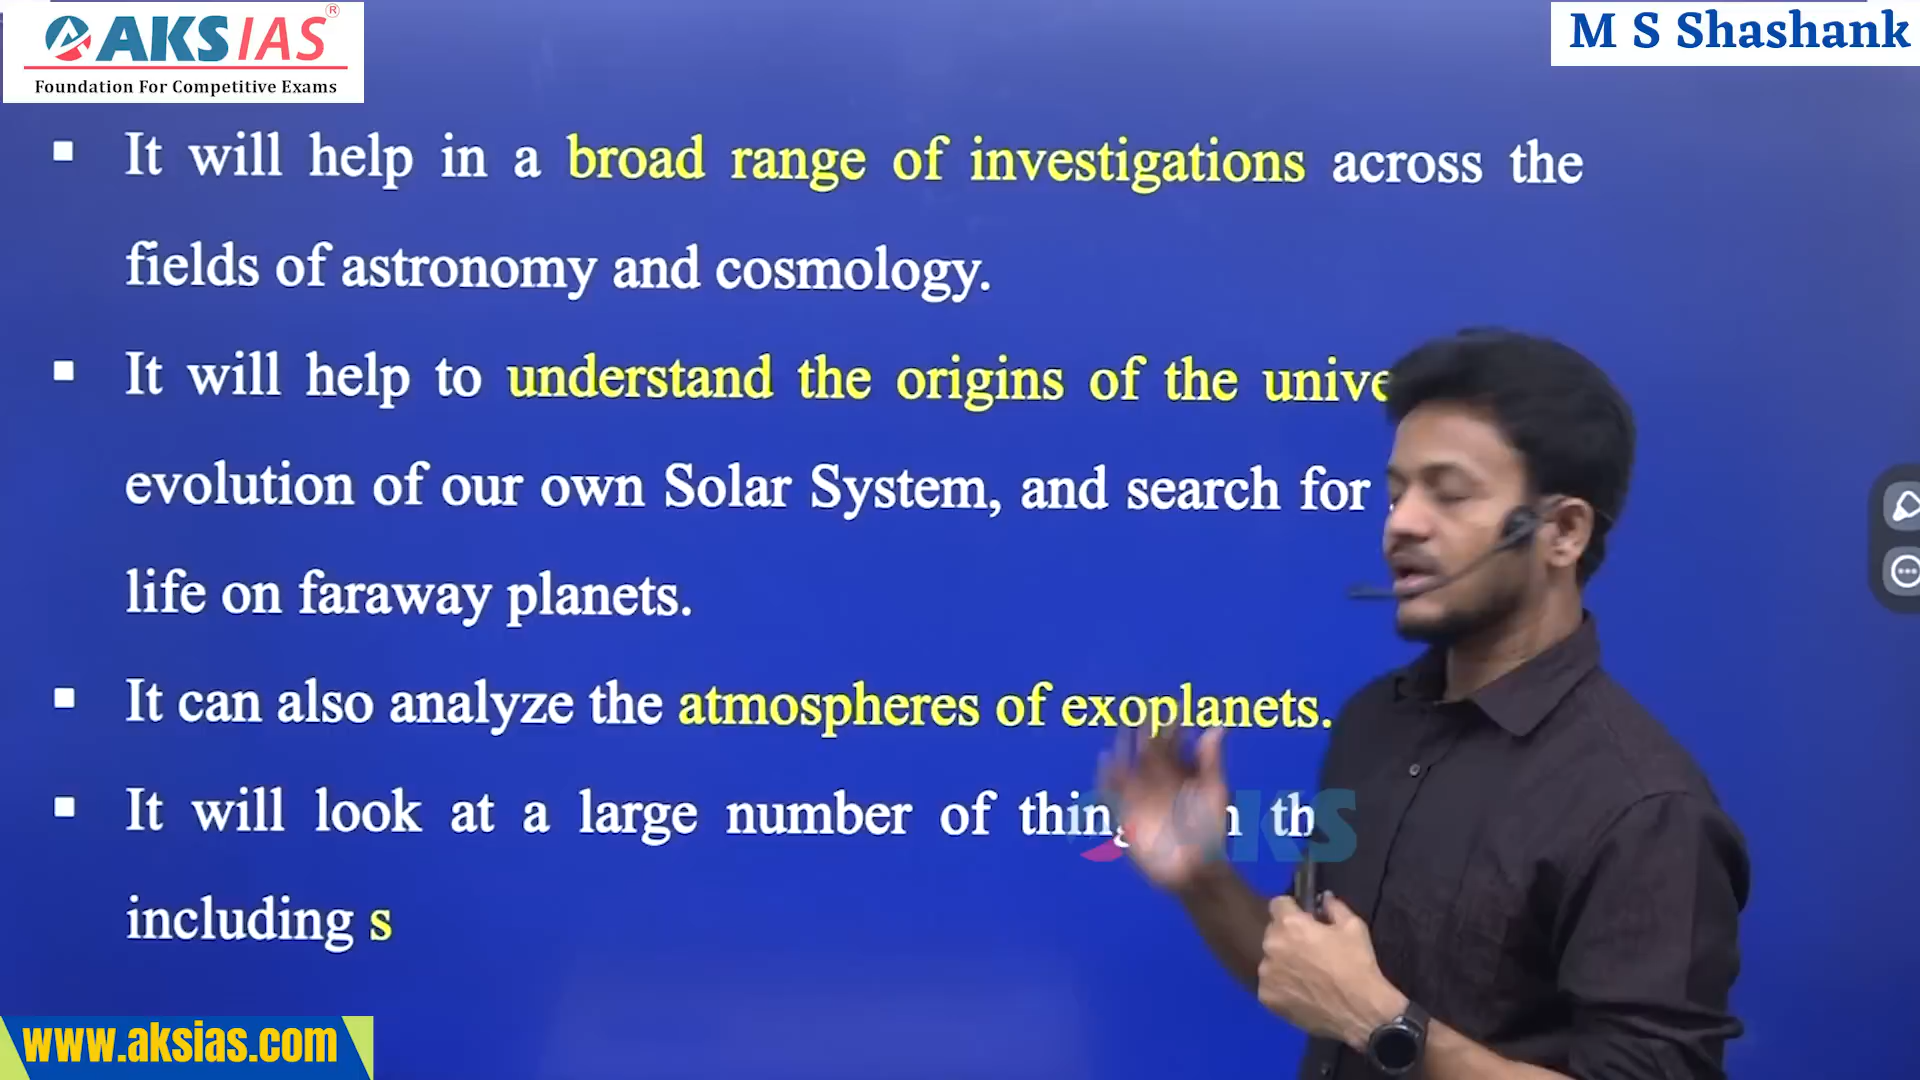 AKS IAS ®
Foundation For Competitive Exams
M S Shashank
▪ It will help in a broad range of investigations across the
fields of astronomy and cosmology.
▪ It will help to understand the origins of the
evolution of our own Solar System, and search for
life on faraway planets.
▪ It can also analyze the atmospheres of exoplanets.
▪ It will look at a large number of
including s
AKS
www.aksias.com